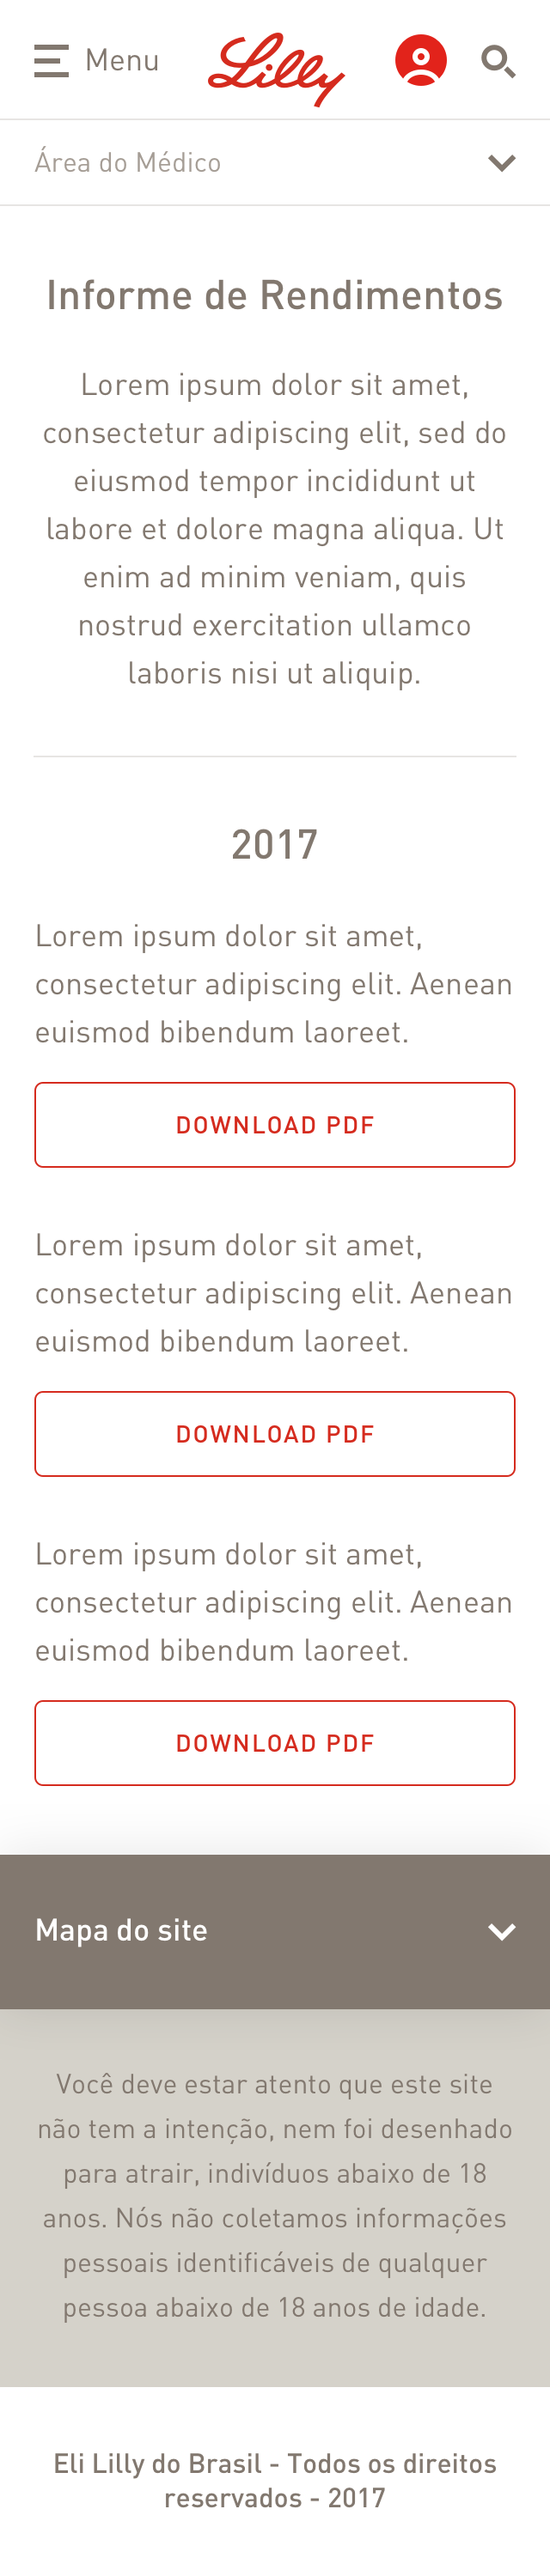 Menu
Lilly
Área do Médico
Informe de Rendimentos
Lorem ipsum dolor sit amet,
consectetur adipiscing elit, sed do
eiusmod tempor incididunt ut
labore et dolore magna aliqua. Ut
enim ad minim veniam, quis
nostrud exercitation ullamco
laboris nisi ut aliquip.
2017
Lorem ipsum dolor sit amet,
consectetur adipiscing elit. Aenean
euismod bibendum laoreet.
DOWNLOAD PDF
Lorem ipsum dolor sit amet,
consectetur adipiscing elit. Aenean
euismod bibendum laoreet.
DOWNLOAD PDF
Lorem ipsum dolor sit amet,
consectetur adipiscing elit. Aenean
euismod bibendum laoreet.
DOWNLOAD PDF
Mapa do site
Você deve estar atento que este site
não tem a intenção, nem foi desenhado
para atrair, indivíduos abaixo de 18
anos. Nós não coletamos informações
pessoais identificáveis de qualquer
pessoa abaixo de 18 anos de idade.
Eli Lilly do Brasil - Todos os direitos
reservados - 2017